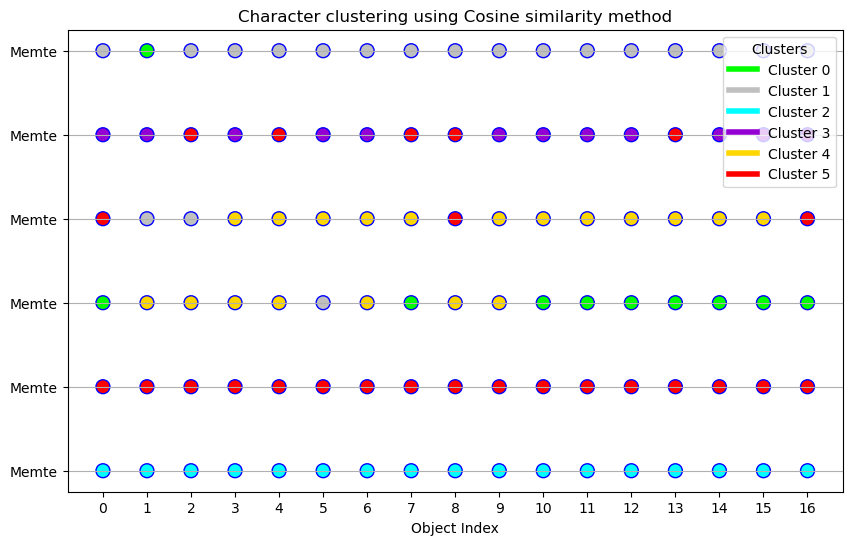 Character clustering using Cosine similarity method
Memte
Memte
Memte
Memte
Memte
Memte
Clusters
Cluster 0
Cluster 1
Cluster 2
Cluster 3
Cluster 4
Cluster 5
0 1 2 3 4 5 6 7 8 9 10 11 12 13 14 15 16
Object Index